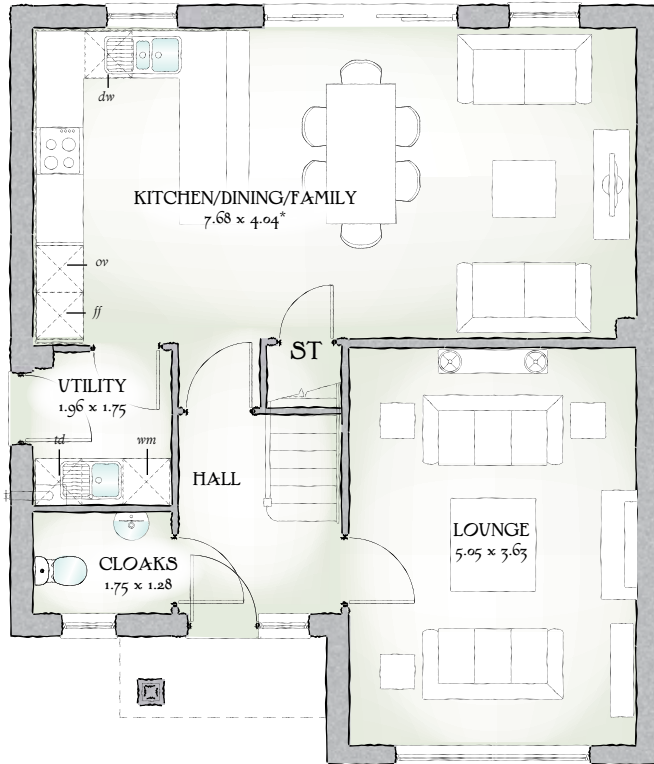 dw
KITCHEN/DINING/FAMILY
7.68 x 4.04*
ov
ff
ST
UTILITY
1.96 x 1.75
td wm
HALL
LOUNGE
5.05 x 3.63
CLOAKS
1.75 x 1.28